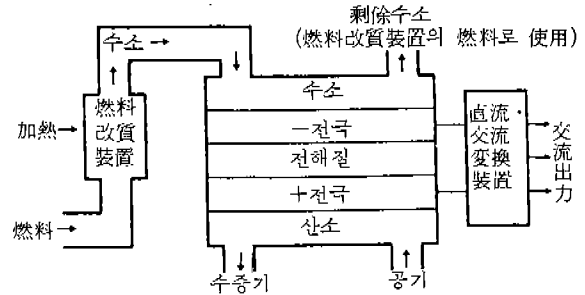 剩餘수소
(燃料改質裝置의 燃料로 使用)
수소→
수소
加熱→
燃料
改質
裝置
－전극
전해질
＋전극
산소
直流·
交流
変換
裝置
交流出力
燃料→
수증기
공기